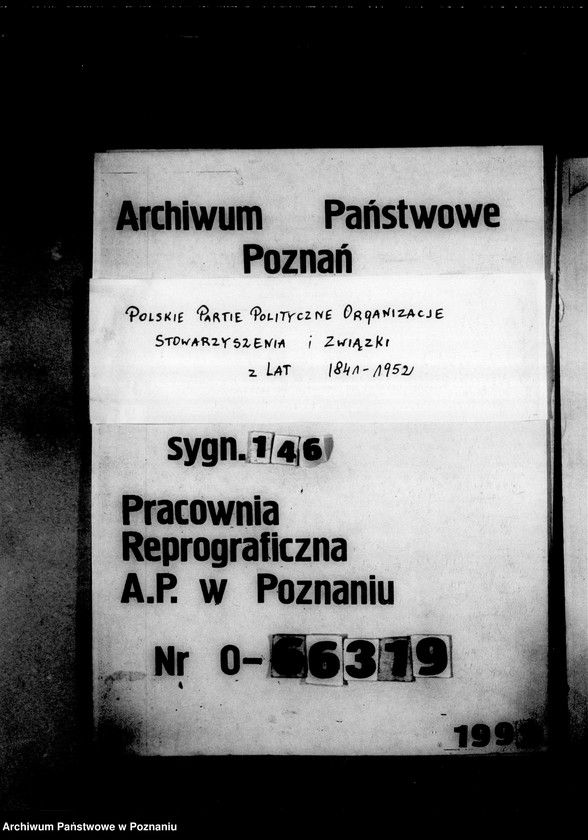 Archiwum Państwowe
Poznań
POLSKIE PARTIE POLITYCZNE ORGANIZACJE
STOWARZYSZENIA i ZWIĄZKI
z LAT 1841-1952
sygn. 146
Pracownia
Reprograficzna
A.P. w Poznaniu
Nr O-66319
Archiwum Państwowe w Poznaniu